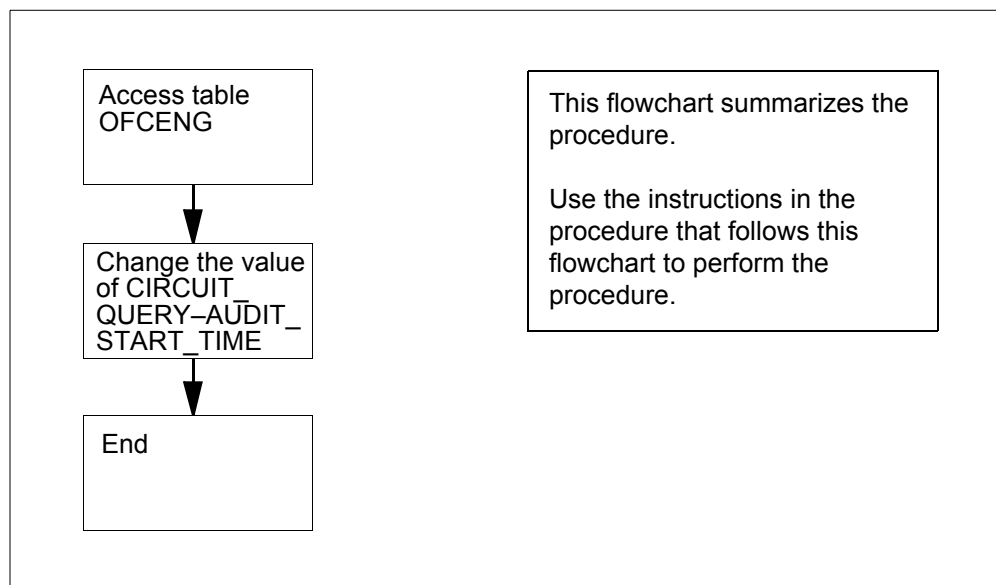 Access table
OFCENG
Change the value
of CIRCUIT_
QUERY–AUDIT_
START_TIME
End
This flowchart summarizes the
procedure.
Use the instructions in the
procedure that follows this
flowchart to perform the
procedure.